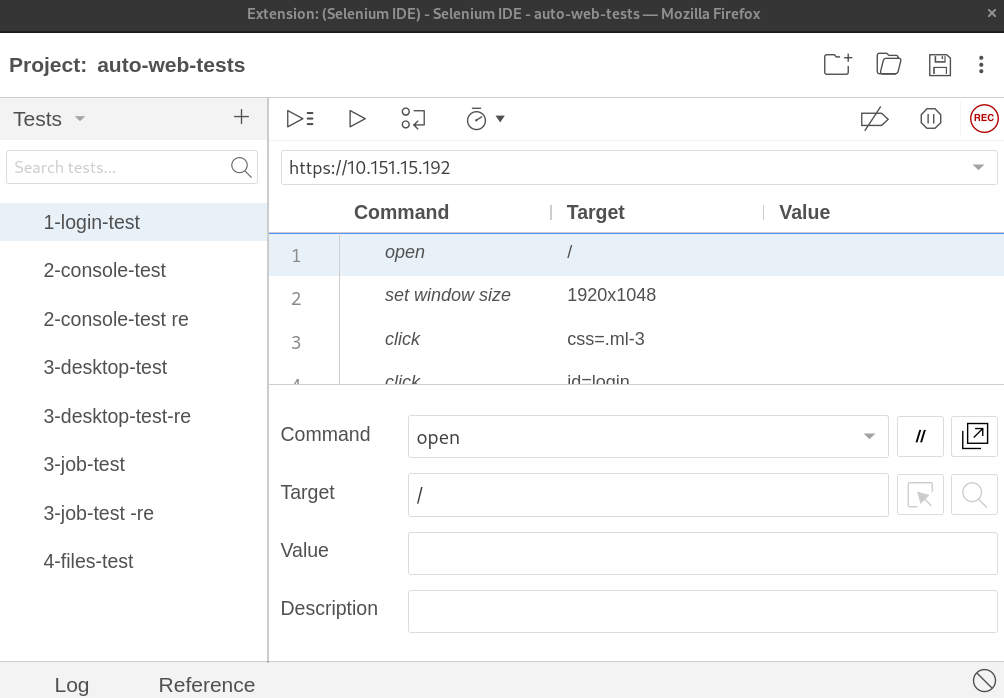 Extension: (Selenium IDE) - Selenium IDE - auto-web-tests — Mozilla Firefox
Project: auto-web-tests
Tests
REC
Search tests...
https://10.151.15.192
Command Target Value
1 open /
2 set window size 1920x1048
3 click css=.ml-3
4 click id=login
1-login-test
2-console-test
2-console-test re
3-desktop-test
3-desktop-test-re
3-job-test
3-job-test -re
4-files-test
Command open //
Target /
Value
Description
Log Reference